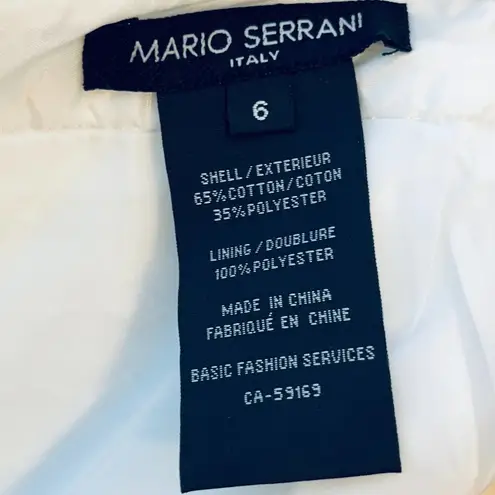 MARIO SERRANI
ITALY
6
SHELL/EXTERIEUR
65%COTTON/COTON
35%POLYESTER
LINING/DOUBLURE
100%POLYESTER
MADE IN CHINA
FABRIQUÉ EN CHINE
BASIC FASHION SERVICES
CA-59169